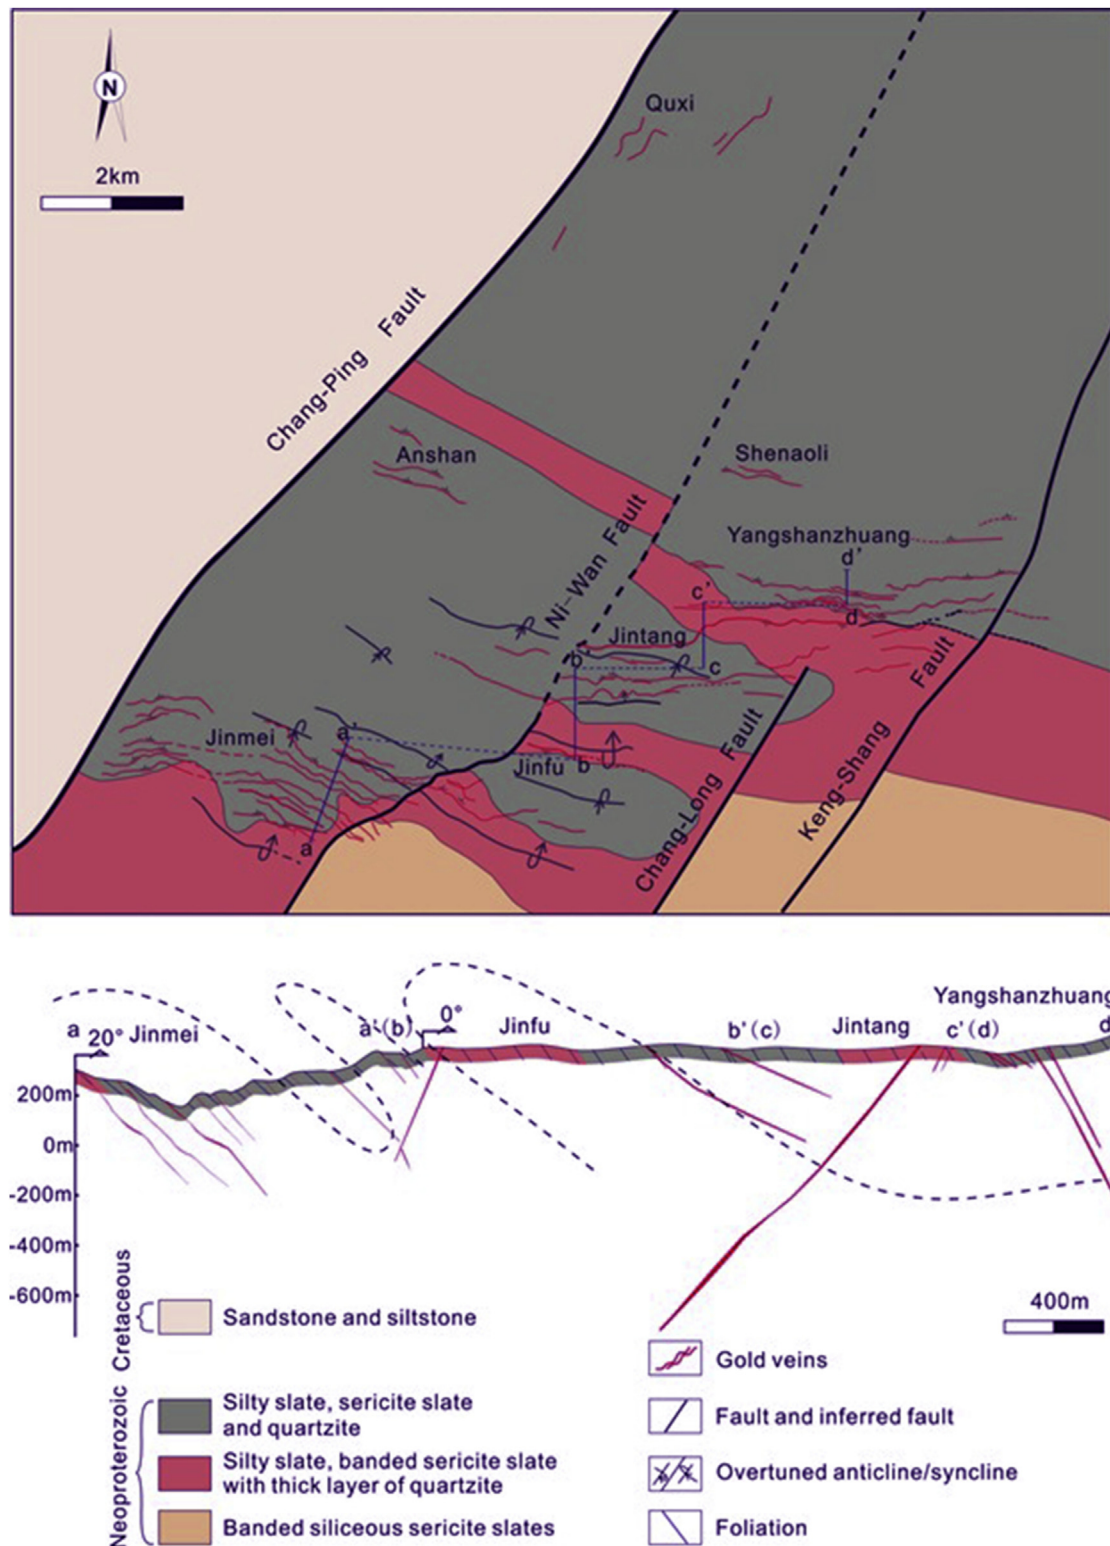 N
2km
Quxi
Chang-Ping Fault
Anshan
Shenaoli
Ni-Wan Fault
Yangshanzhuang
d'
c'
d
Jintang
b'
c
Jinmei
a'
Jinfu
b
a
Chang-Long Fault
Keng-Shang Fault
Yangshanzhuang
a
20°
Jinmei
a'(b)
0°
Jinfu
b'(c)
Jintang
c'(d)
d
200m
0m
-200m
-400m
-600m
400m
Cretaceous
Sandstone and siltstone
Neoproterozoic
Silty slate, sericite slate
and quartzite
Silty slate, banded sericite slate
with thick layer of quartzite
Banded siliceous sericite slates
Gold veins
Fault and inferred fault
Overtuned anticline/syncline
Foliation